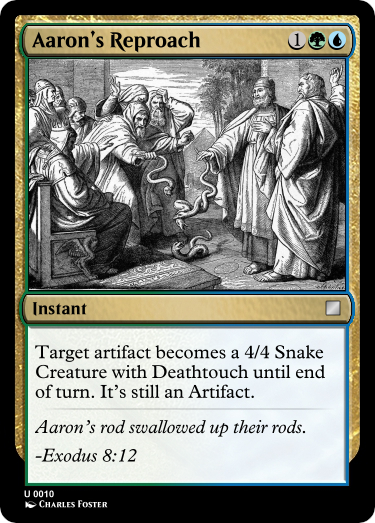 Aaron's Reproach
1
Instant
Target artifact becomes a 4/4 Snake
Creature with Deathtouch until end
of turn. It's still an Artifact.
Aaron's rod swallowed up their rods.
-Exodus 8:12
U 0010
Charles Foster